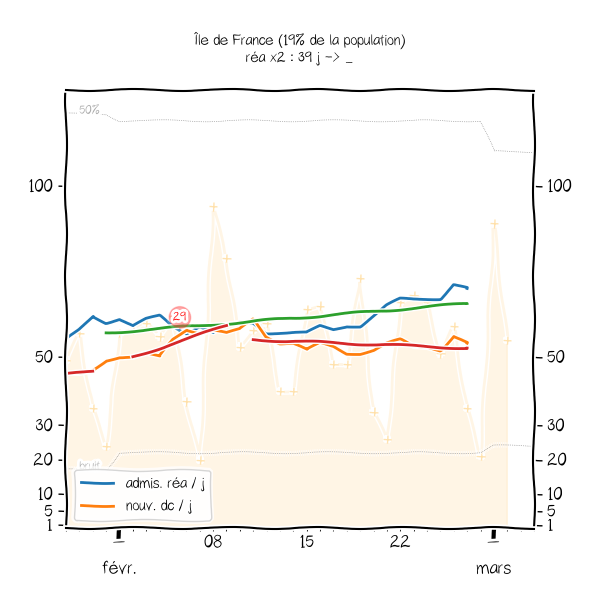 Île de France (19% de la population)
réa x2 : 39 j -> _
50%
100
100
29
50
50
30
30
20
20
bruit
10
10
5
5
1
1
admis. réa / j
nouv. dc / j
08
15
22
févr.
mars